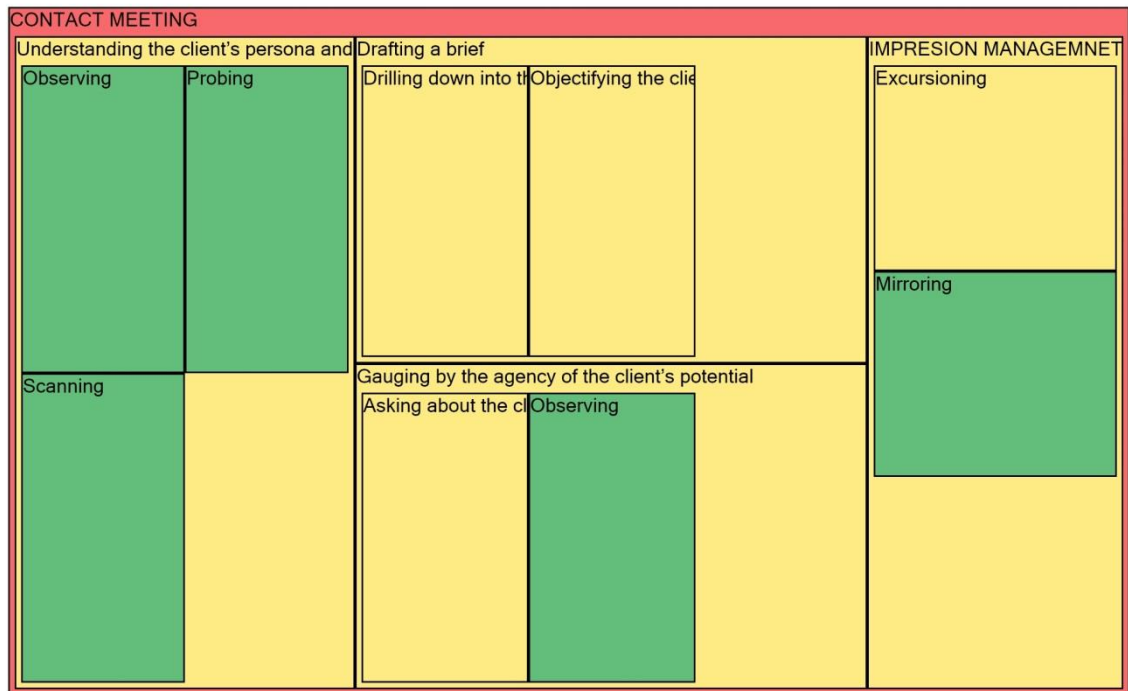 CONTACT MEETING
Understanding the client's persona and
Observing
Probing
Scanning
Drafting a brief
Drilling down into th
Objectifying the clie
Gauging by the agency of the client's potential
Asking about the cl
Observing
IMPRESION MANAGEMNET
Excursioning
Mirroring